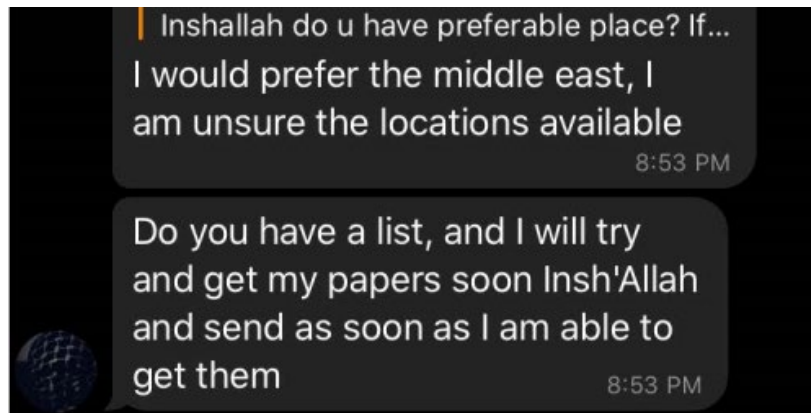 Inshallah do u have preferable place? If...
I would prefer the middle east, I
am unsure the locations available
8:53 PM
Do you have a list, and I will try
and get my papers soon Insh'Allah
and send as soon as I am able to
get them
8:53 PM